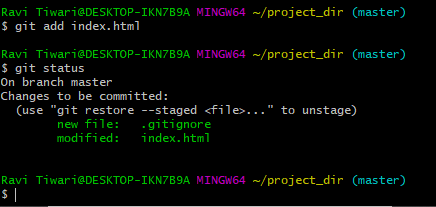 Ravi Tiwari@DESKTOP-IKN7B9A MINGW64 ~/project_dir (master)
$ git add index.html
Ravi Tiwari@DESKTOP-IKN7B9A MINGW64 ~/project_dir (master)
$ git status
On branch master
Changes to be committed:
  (use "git restore --staged <file>..." to unstage)
        new file:   .gitignore
        modified:   index.html
Ravi Tiwari@DESKTOP-IKN7B9A MINGW64 ~/project_dir (master)
$